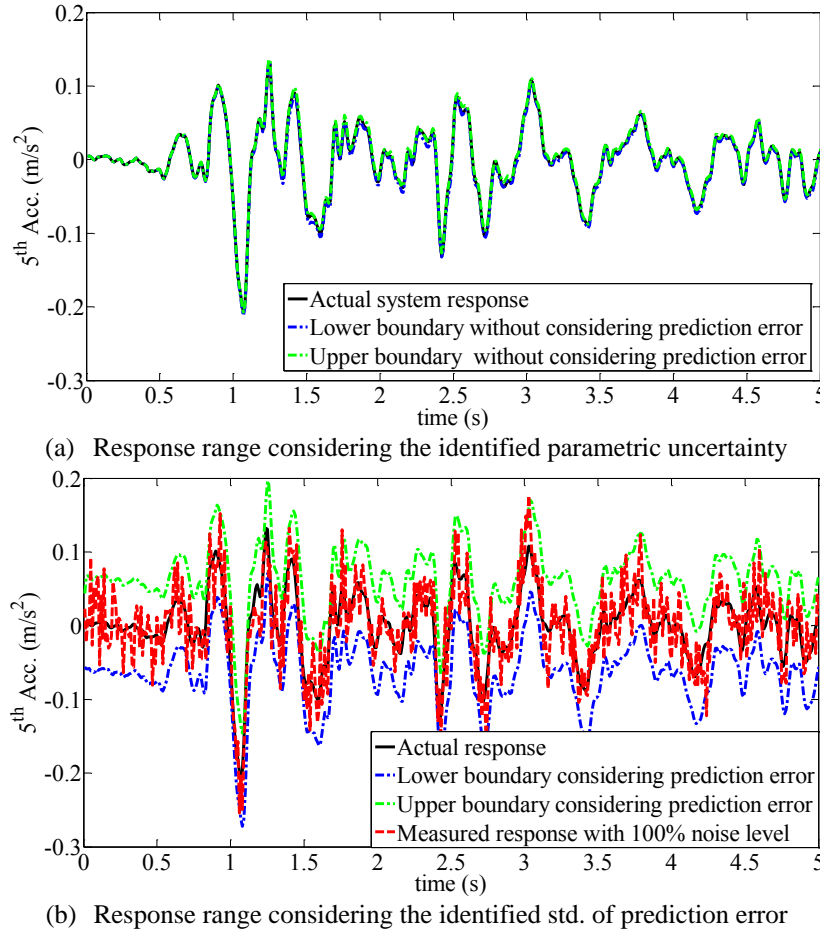 0.2
0.1
0
-0.1
-0.2
-0.3
5th Acc. (m/s2)
Actual system response
Lower boundary without considering prediction error
Upper boundary without considering prediction error
0 0.5 1 1.5 2 2.5 3 3.5 4 4.5 5
time (s)
(a) Response range considering the identified parametric uncertainty
0.2
0.1
0
-0.1
-0.2
-0.3
5th Acc. (m/s2)
Actual response
Lower boundary considering prediction error
Upper boundary considering prediction error
Measured response with 100% noise level
0 0.5 1 1.5 2 2.5 3 3.5 4 4.5 5
time (s)
(b) Response range considering the identified std. of prediction error